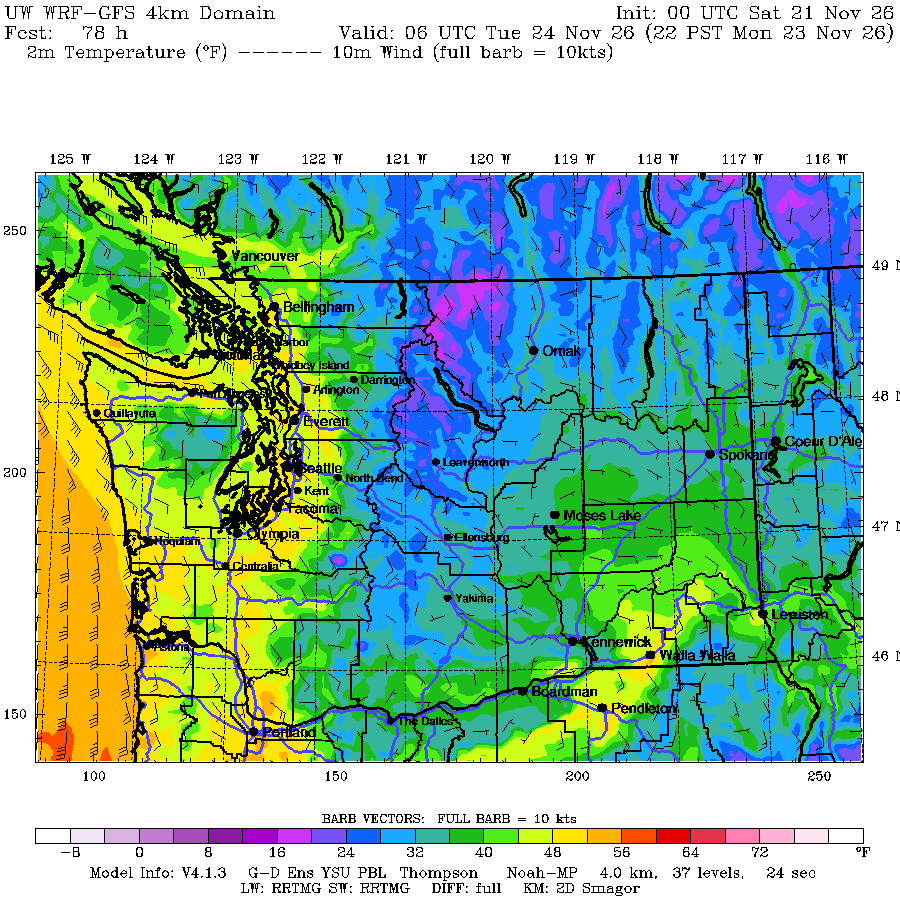 UW WRF-GFS 4km Domain Init: 00 UTC Sat 21 Nov 26
Fcst: 78 h Valid: 06 UTC Tue 24 Nov 26 (22 PST Mon 23 Nov 26)
2m Temperature (°F) ------ 10m Wind (full barb = 10kts)
125 W 124 W 123 W 122 W 121 W 120 W 119 W 118 W 117 W 116 W
250
Vancouver
49 N
Bellingham
Omak
Whidbey Island
Darrington
Arlington
48 N
Quillayute
Everett
Coeur D'Ale
Spokane
Leavenworth
200
Seattle
North Bend
Kent
Tacoma
Moses Lake
47 N
Olympia
Hoquiam
Ellensburg
Centralia
Yakima
Lewiston
Kennewick
Astoria
Walla Walla
46 N
Boardman
Pendleton
150
The Dalles
Portland
100 150 200 250
BARB VECTORS: FULL BARB = 10 kts
-8 0 8 16 24 32 40 48 56 64 72 °F
Model Info: V4.1.3 G-D Ens YSU PBL Thompson Noah-MP 4.0 km, 37 levels, 24 sec
LW: RRTMG SW: RRTMG DIFF: full KM: 2D Smagor